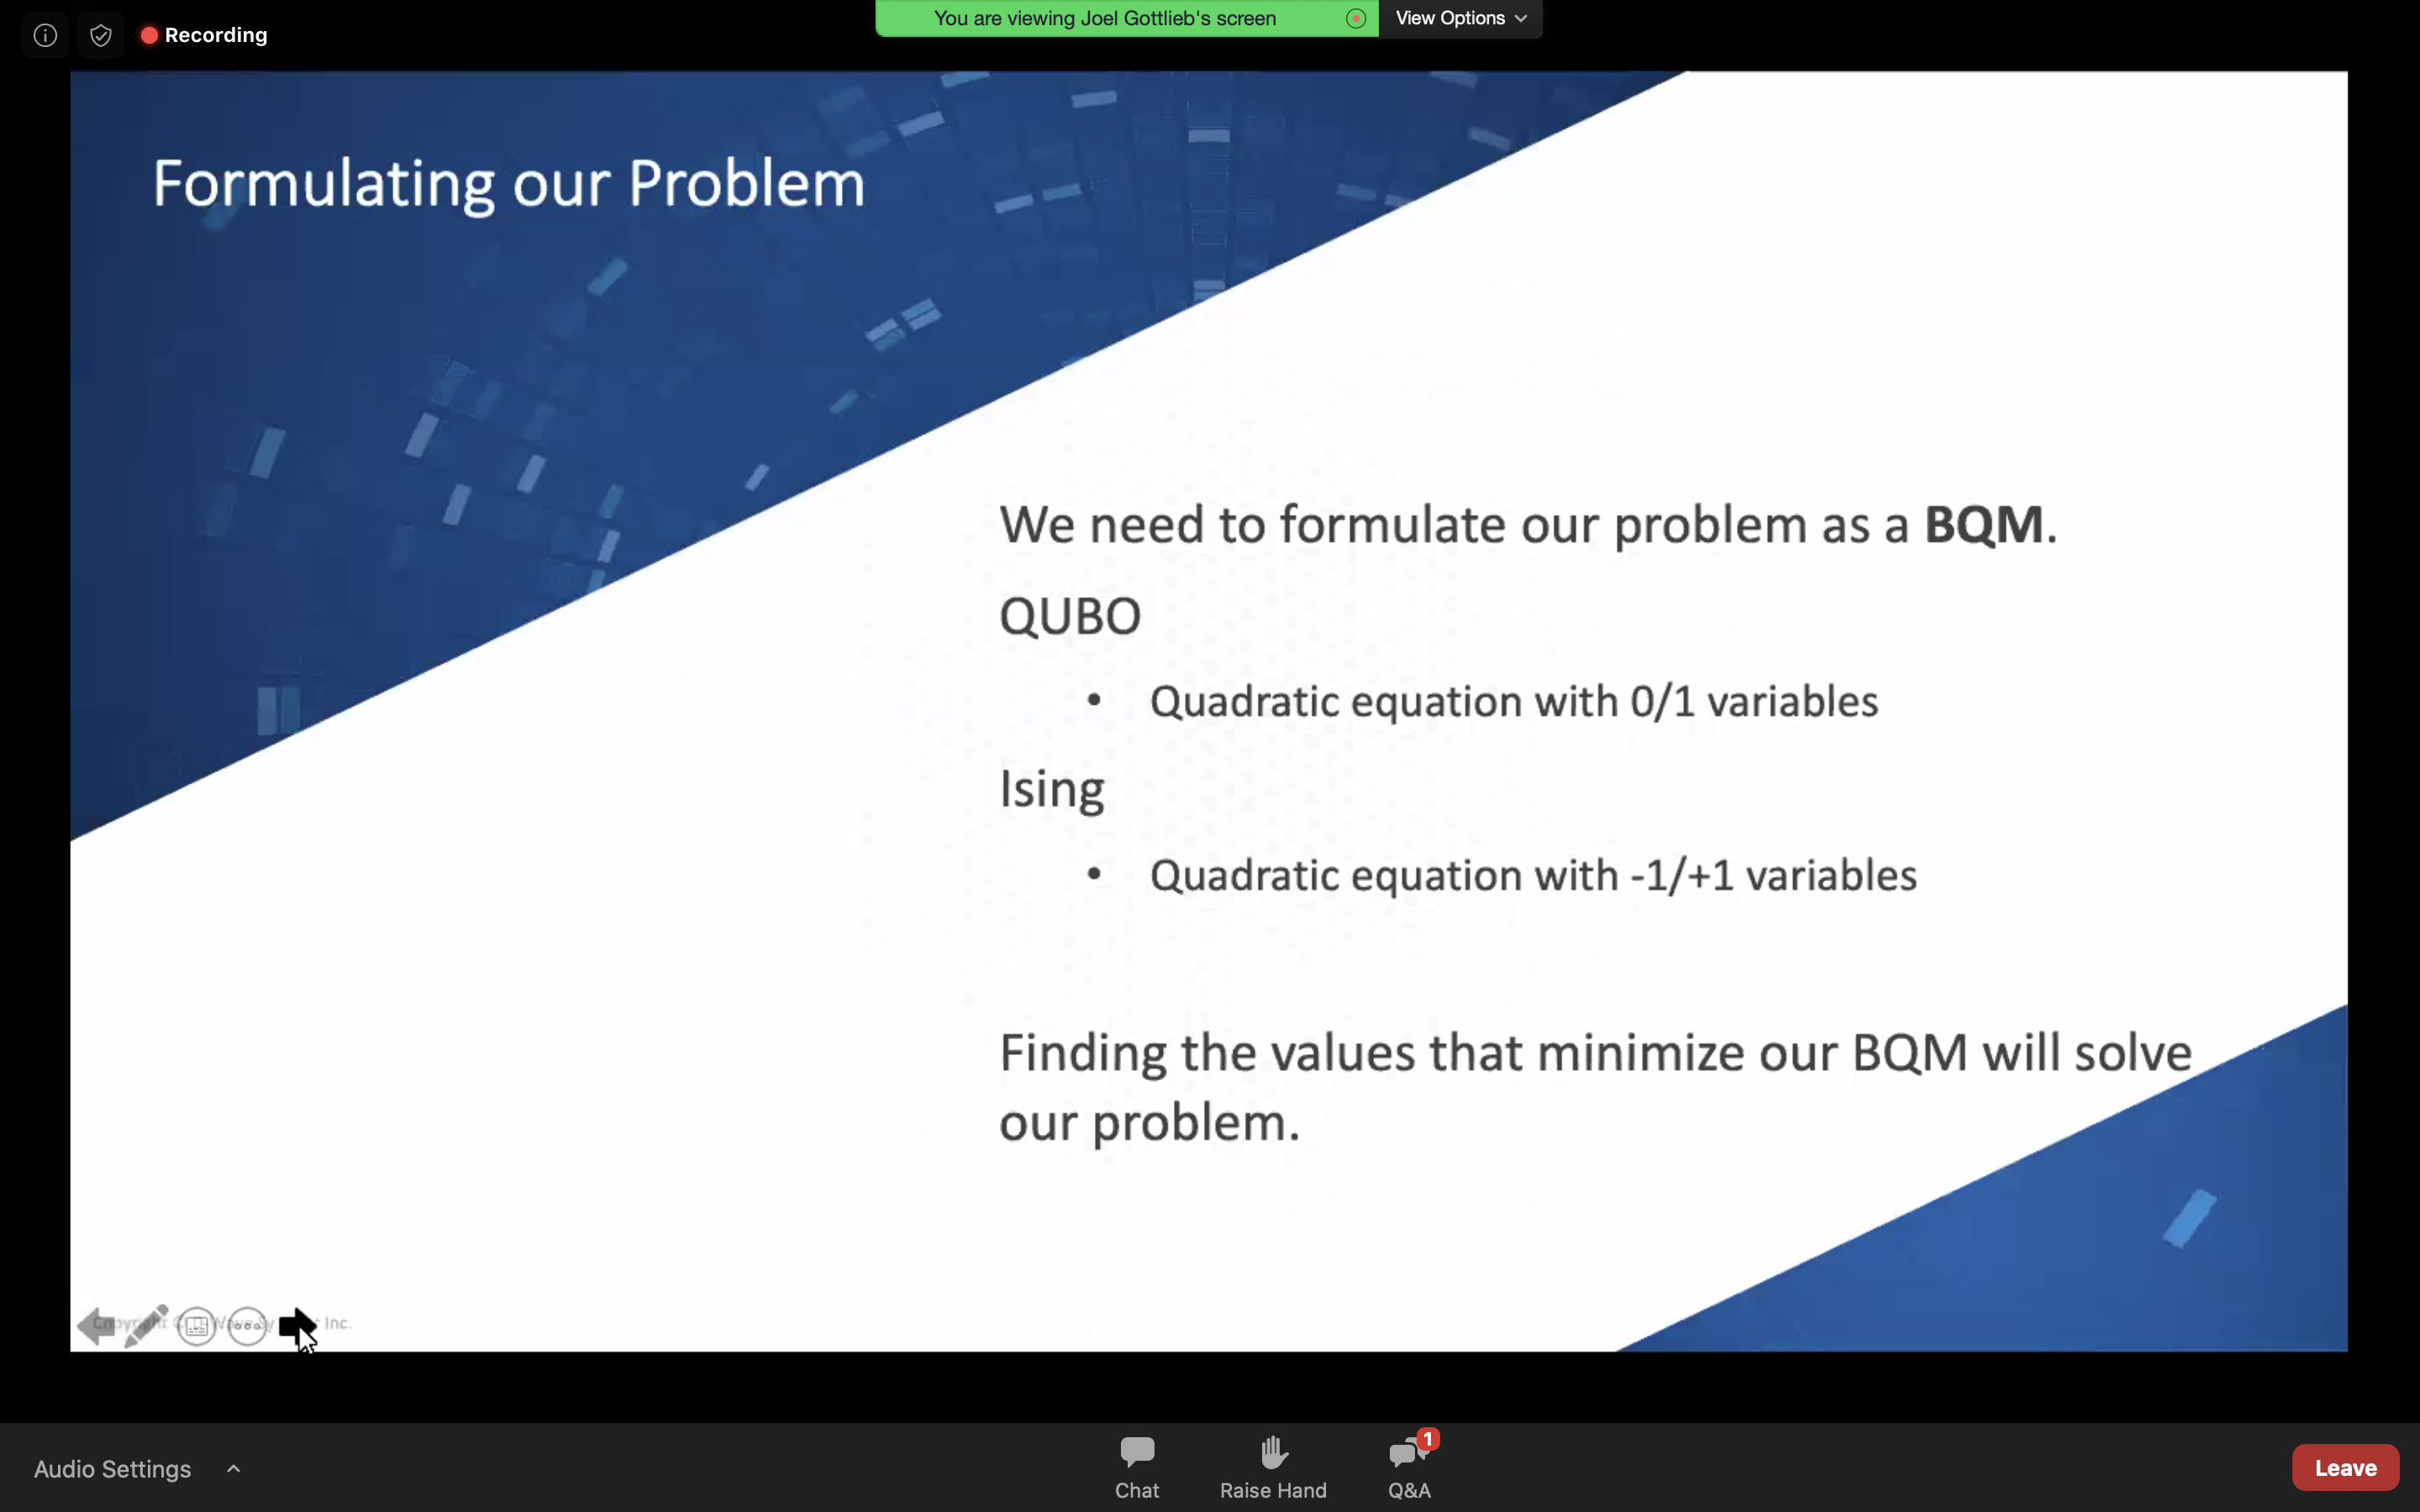 Recording
You are viewing Joel Gottlieb's screen
View Options
Formulating our Problem
We need to formulate our problem as a BQM.
QUBO
• Quadratic equation with 0/1 variables
Ising
• Quadratic equation with -1/+1 variables
Finding the values that minimize our BQM will solve
our problem.
Inc.
Audio Settings
Chat
Raise Hand
1
Q&A
Leave